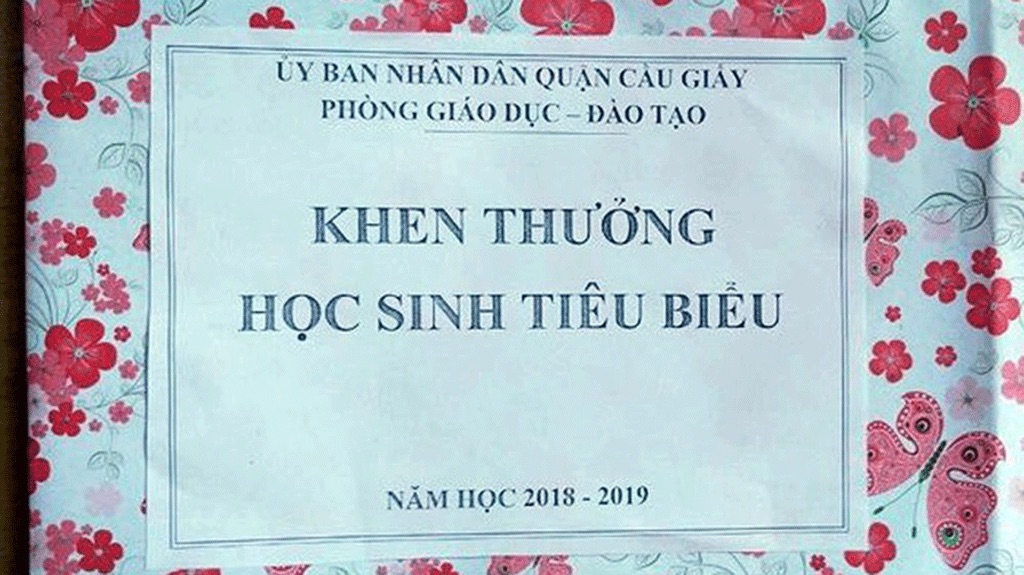 ỦY BAN NHÂN DÂN QUẬN CẦU GIẤY
PHÒNG GIÁO DỤC – ĐÀO TẠO
KHEN THƯỞNG
HỌC SINH TIÊU BIỂU
NĂM HỌC 2018 - 2019